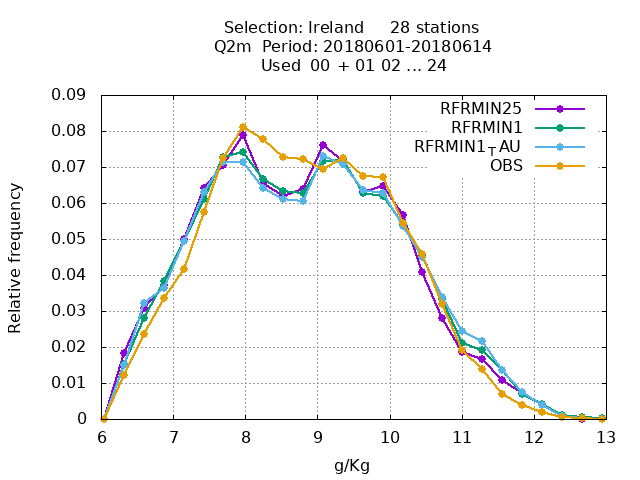 Selection: Ireland 28 stations
Q2m Period: 20180601-20180614
Used 00 + 01 02 ... 24
RFRMIN25
RFRMIN1
RFRMIN1┬AU
OBS
Relative frequency
0.09
0.08
0.07
0.06
0.05
0.04
0.03
0.02
0.01
0
6 7 8 9 10 11 12 13
g/Kg